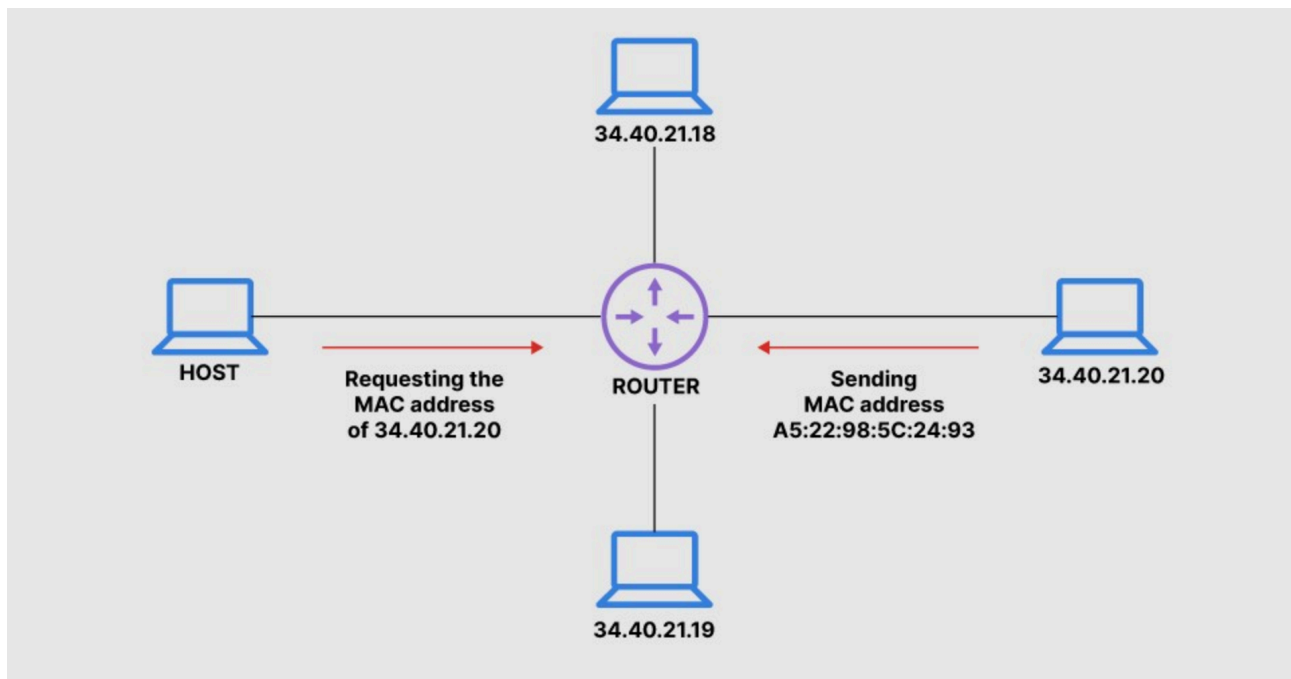 34.40.21.18
HOST
Requesting the
MAC address
of 34.40.21.20
ROUTER
Sending
MAC address
A5:22:98:5C:24:93
34.40.21.20
34.40.21.19